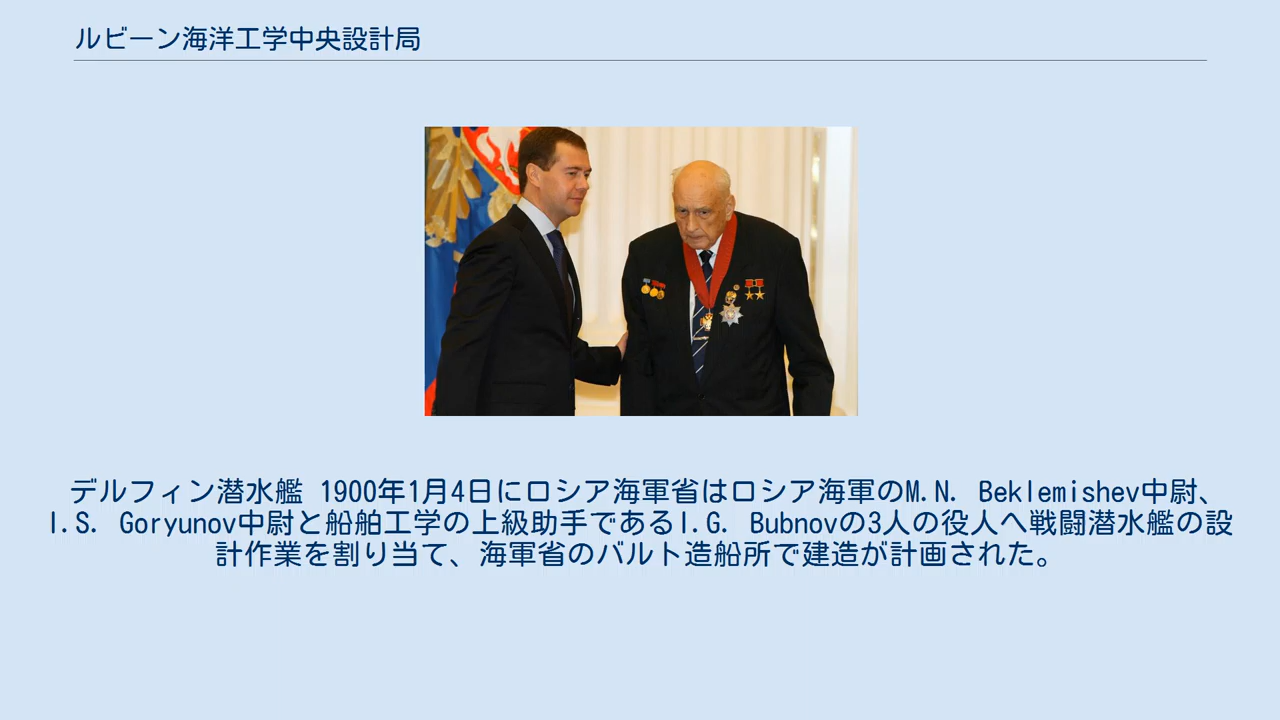 ルビーン海洋工学中央設計局
デルフィン潜水艦 1900年1月4日にロシア海軍省はロシア海軍のM.N. Beklemishev中尉、
I.S. Goryunov中尉と船舶工学の上級助手であるI.G. Bubnovの3人の役人へ戦闘潜水艦の設
計作業を割り当て、海軍省のバルト造船所で建造が計画された。